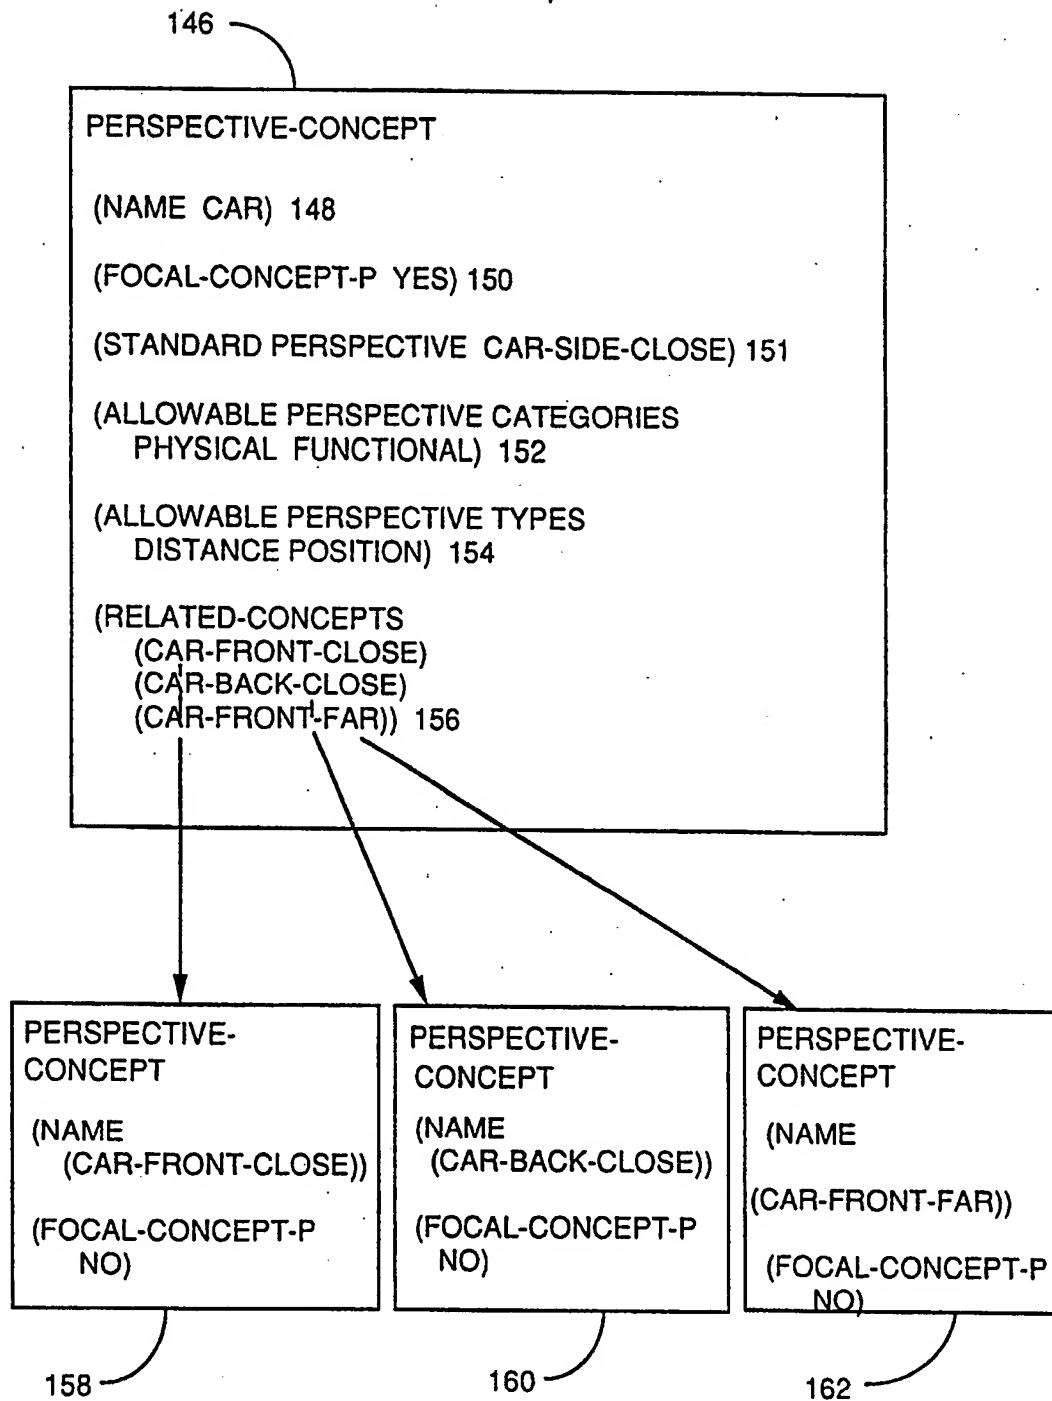 146
PERSPECTIVE-CONCEPT
(NAME CAR) 148
(FOCAL-CONCEPT-P YES) 150
(STANDARD PERSPECTIVE CAR-SIDE-CLOSE) 151
(ALLOWABLE PERSPECTIVE CATEGORIES
PHYSICAL FUNCTIONAL) 152
(ALLOWABLE PERSPECTIVE TYPES
DISTANCE POSITION) 154
(RELATED-CONCEPTS
(CAR-FRONT-CLOSE)
(CAR-BACK-CLOSE)
(CAR-FRONT-FAR)) 156
PERSPECTIVE-
CONCEPT
(NAME
(CAR-FRONT-CLOSE))
(FOCAL-CONCEPT-P
NO)
158
PERSPECTIVE-
CONCEPT
(NAME
(CAR-BACK-CLOSE))
(FOCAL-CONCEPT-P
NO)
160
PERSPECTIVE-
CONCEPT
(NAME
(CAR-FRONT-FAR))
(FOCAL-CONCEPT-P
NO)
162